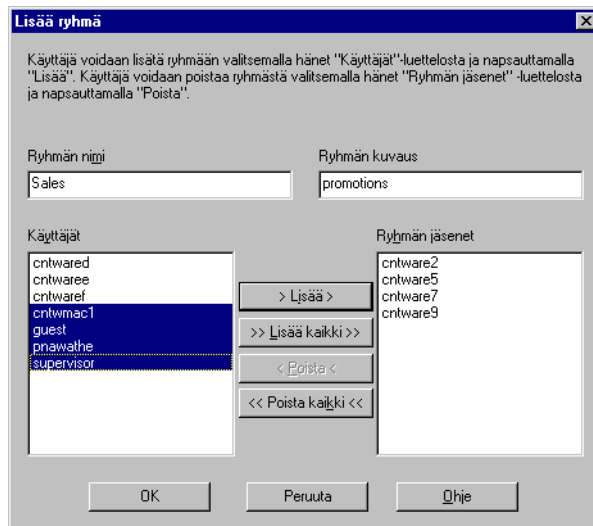 Lisää ryhmä
Käyttäjä voidaan lisätä ryhmään valitsemalla hänet "Käyttäjät"-luettelosta ja napsauttamalla
"Lisää". Käyttäjä voidaan poistaa ryhmästä valitsemalla hänet "Ryhmän jäsenet" -luettelosta
ja napsauttamalla "Poista".
Ryhmän nimi
Ryhmän kuvaus
Sales
promotions
Käyttäjät
Ryhmän jäsenet
cntwared
cntwaree
cntwaref
cntwmac1
guest
pnawathe
supervisor
> Lisää >
>> Lisää kaikki >>
< Poista <
<< Poista kaikki <<
cntware2
cntware5
cntware7
cntware9
OK
Peruuta
Ohje